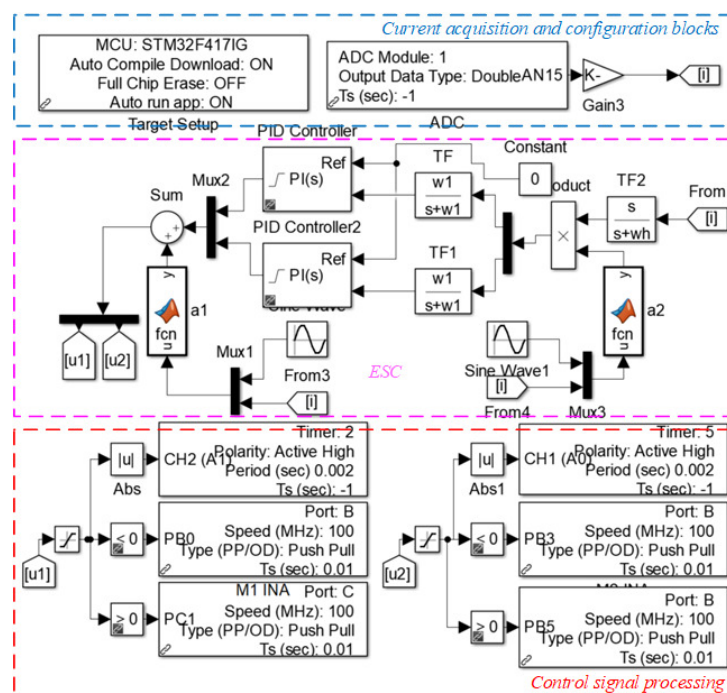 Current acquisition and configuration blocks
MCU: STM32F417IG
Auto Compile Download: ON
Full Chip Erase: OFF
Auto run app: ON
Target Setup
ADC Module: 1
Output Data Type: Double
Ts (sec): -1
AN15
ADC
K-
Gain3
[i]
PID Controller
Ref
PI(s)
TF
w1
s+w1
Constant
0
oduct
×
TF2
s
s+wh
From
[i]
Sum
Mux2
PID Controller2
Ref
PI(s)
TF1
w1
s+w1
y
fcn
u
a1
[u1]
[u2]
Mux1
From3
[i]
ESC
Sine Wave1
[i]
From4
Mux3
y
fcn
u
a2
Timer: 2
Polarity: Active High
Period (sec) 0.002
Ts (sec): -1
CH2 (A1)
|u|
Abs
Port: B
Speed (MHz): 100
Type (PP/OD): Push Pull
Ts (sec): 0.01
PB0
< 0
[u1]
M1 INA
Port: C
Speed (MHz): 100
Type (PP/OD): Push Pull
Ts (sec): 0.01
PC1
≥ 0
Timer: 5
Polarity: Active High
Period (sec) 0.002
Ts (sec): -1
CH1 (A0)
|u|
Abs1
Port: B
Speed (MHz): 100
Type (PP/OD): Push Pull
Ts (sec): 0.01
PB3
< 0
[u2]
Port: B
Speed (MHz): 100
Type (PP/OD): Push Pull
Ts (sec): 0.01
PB5
≥ 0
Control signal processing